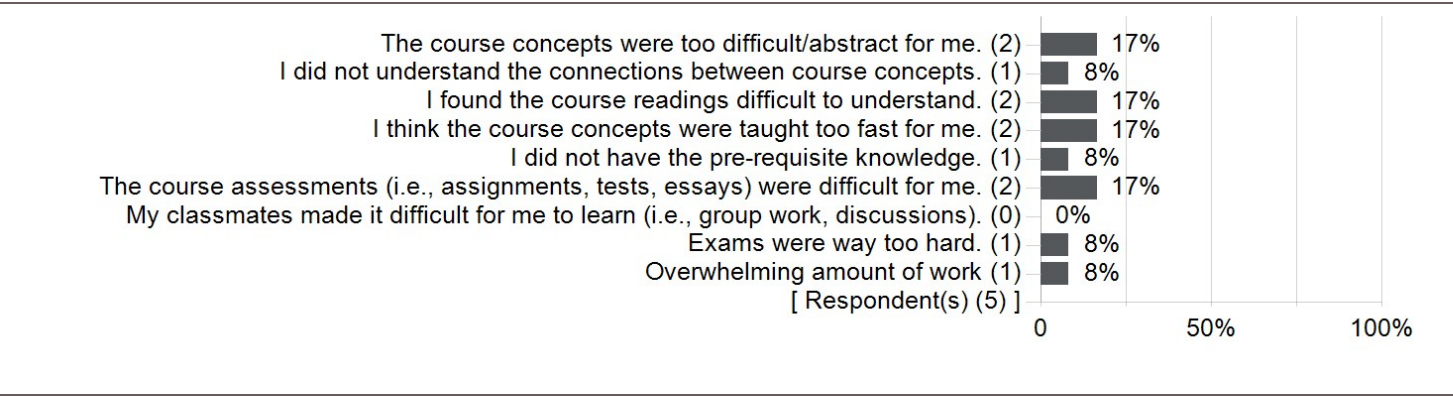 The course concepts were too difficult/abstract for me. (2) 17%
I did not understand the connections between course concepts. (1) 8%
I found the course readings difficult to understand. (2) 17%
I think the course concepts were taught too fast for me. (2) 17%
I did not have the pre-requisite knowledge. (1) 8%
The course assessments (i.e., assignments, tests, essays) were difficult for me. (2) 17%
My classmates made it difficult for me to learn (i.e., group work, discussions). (0) 0%
Exams were way too hard. (1) 8%
Overwhelming amount of work (1) 8%
[ Respondent(s) (5) ]
0 50% 100%